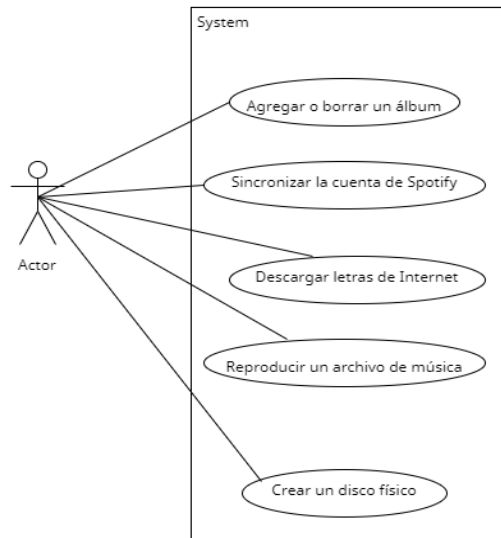 System
Agregar o borrar un álbum
Sincronizar la cuenta de Spotify
Actor
Descargar letras de Internet
Reproducir un archivo de música
Crear un disco físico